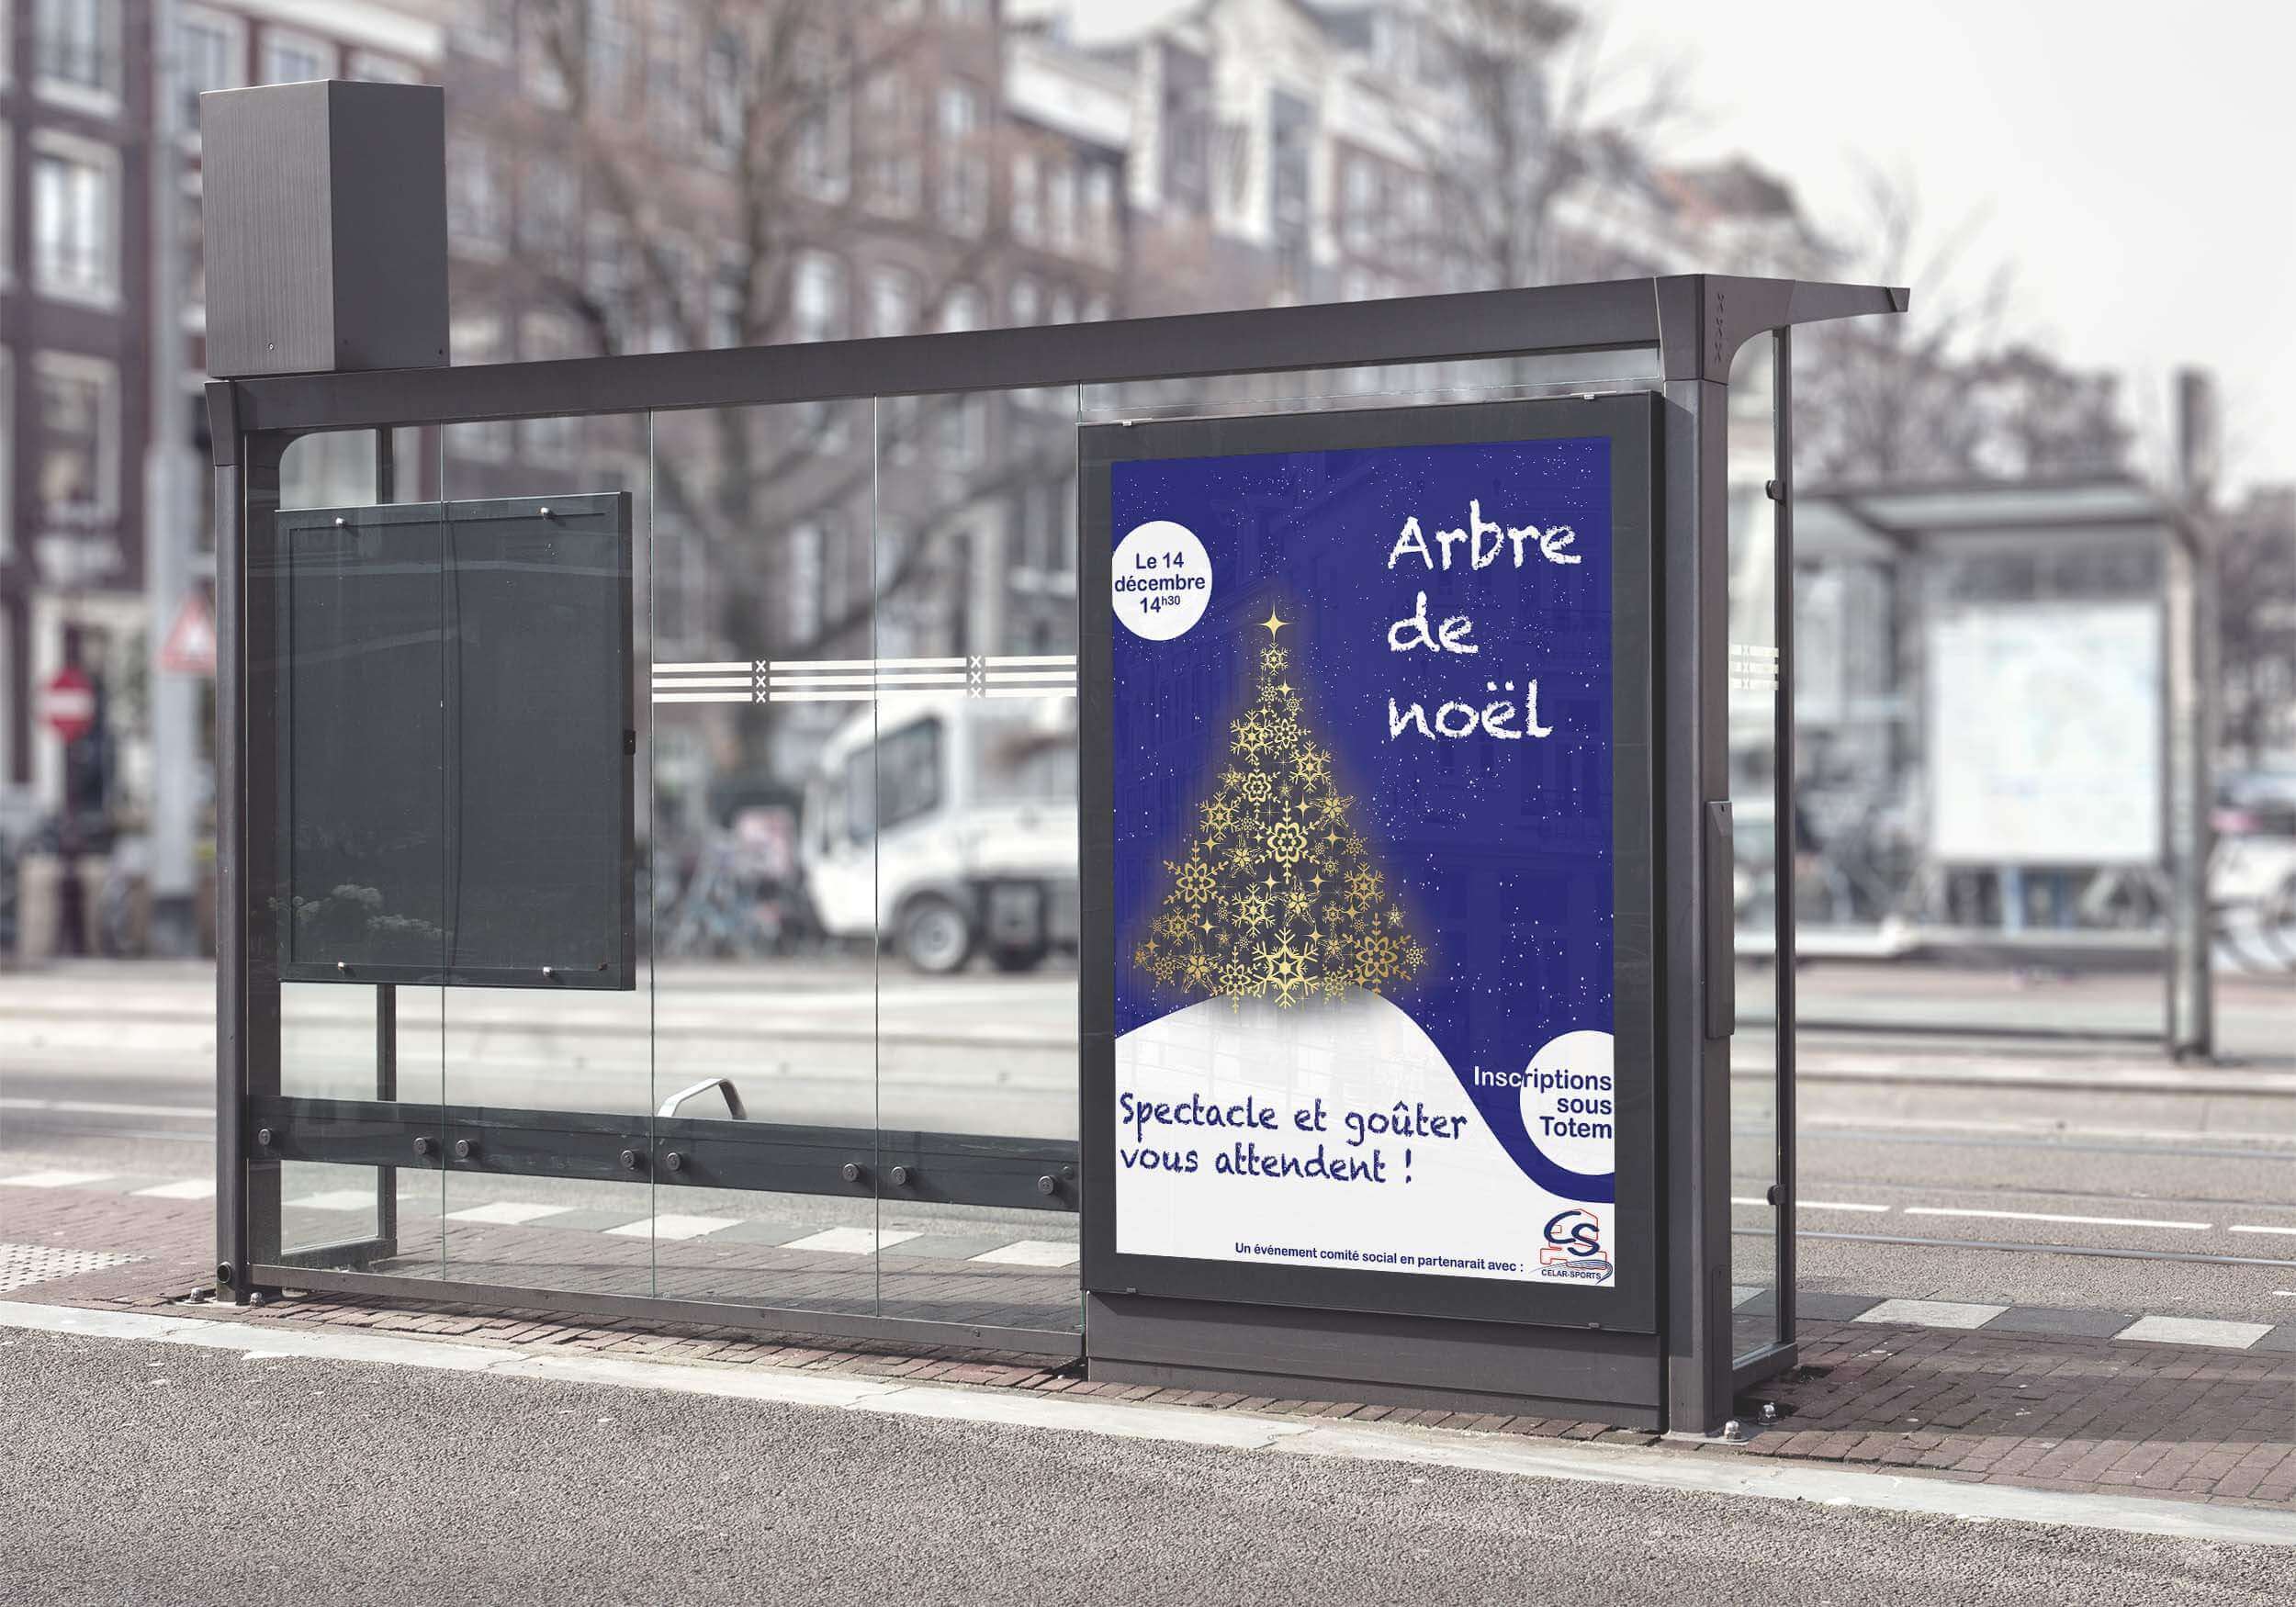 Le 14
décembre
14h30
Arbre
de
noël
Inscriptions
sous
Totem
Spectacle et goûter
vous attendent !
Un événement comité social en partenarait avec :
CS
CELAR-SPORTS